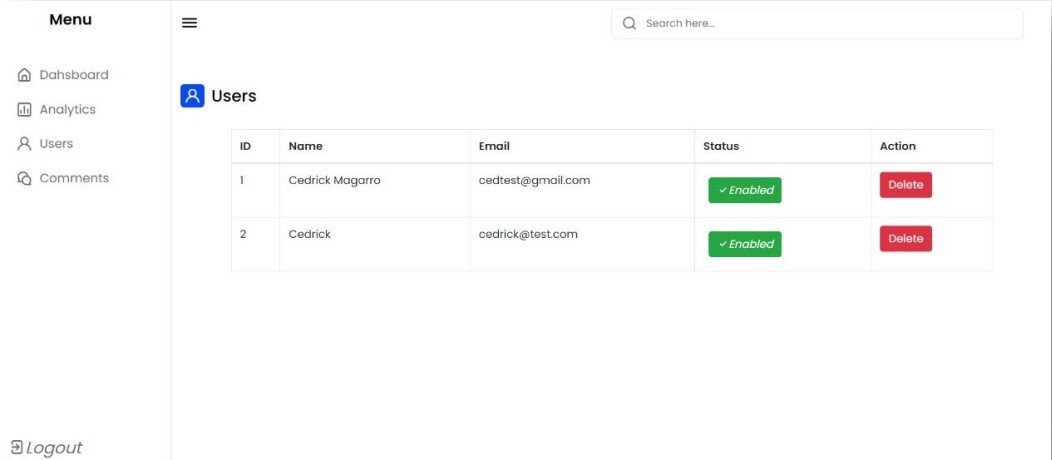 Menu
Search here...
Dahsboard
Analytics
Users
Comments
Users
ID Name Email Status Action
1 Cedrick Magarro cedtest@gmail.com Enabled Delete
2 Cedrick cedrick@test.com Enabled Delete
Logout